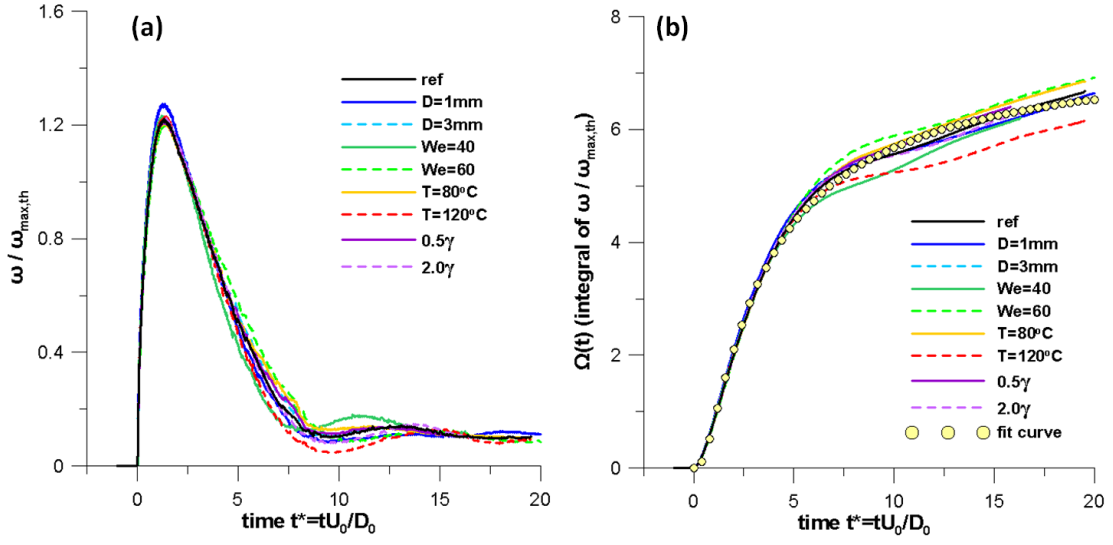 (a)
ω / ω_max,th
1.6
1.2
0.8
0.4
0
0
5
10
15
20
time t*=tU₀/D₀
ref
D=1mm
D=3mm
We=40
We=60
T=80°C
T=120°C
0.5γ
2.0γ
(b)
Ω(t) (integral of ω / ω_max,th)
8
6
4
2
0
0
5
10
15
20
time t*=tU₀/D₀
ref
D=1mm
D=3mm
We=40
We=60
T=80°C
T=120°C
0.5γ
2.0γ
fit curve